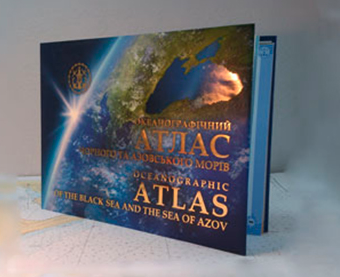 ОКЕАНОГРАФІЧНИЙ
АТЛАС
ЧОРНОГО ТА АЗОВСЬКОГО МОРІВ
OCEANOGRAPHIC
ATLAS
OF THE BLACK SEA AND THE SEA OF AZOV